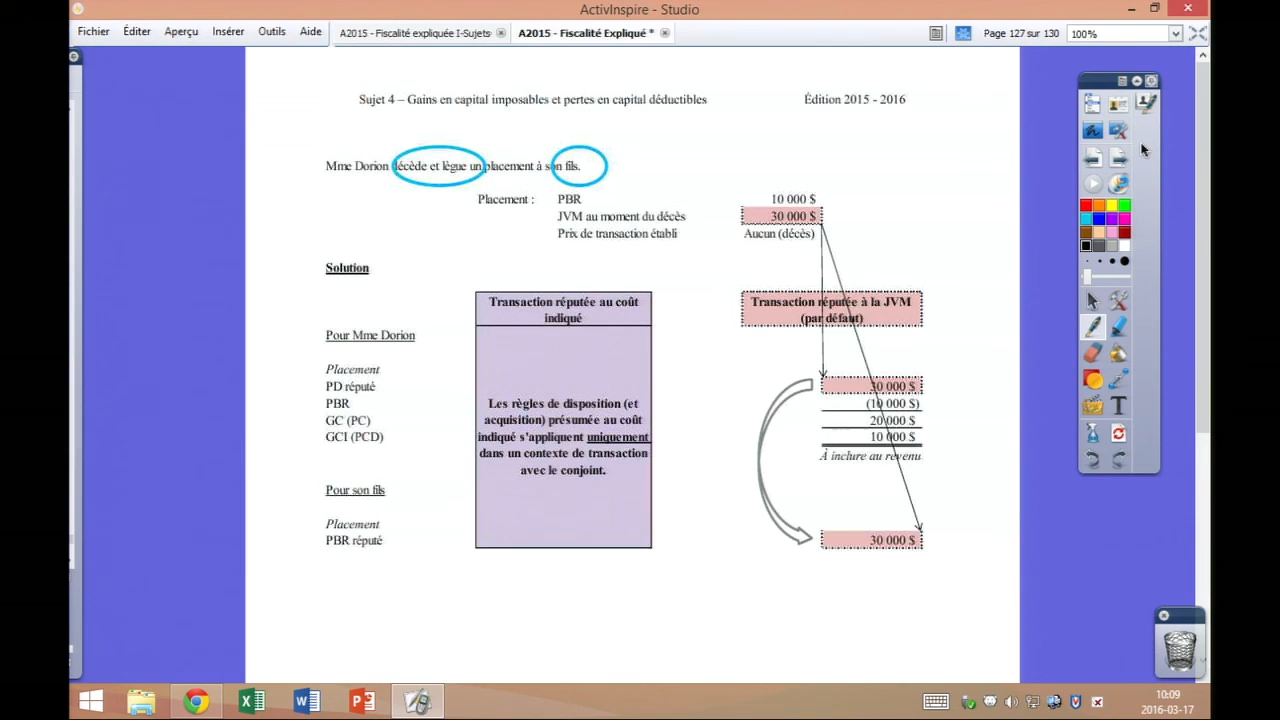 ActivInspire - Studio
Fichier Éditer Aperçu Insérer Outils Aide
A2015 - Fiscalité expliquée I-Sujets
A2015 - Fiscalité Expliqué *
Page 127 sur 130
100%
Sujet 4 – Gains en capital imposables et pertes en capital déductibles
Édition 2015 - 2016
Mme Dorion décède et lègue un placement à son fils.
Placement : PBR 10 000 $
JVM au moment du décès 30 000 $
Prix de transaction établi Aucun (décès)
Solution
Transaction réputée au coût
indiqué
Transaction réputée à la JVM
(par défaut)
Pour Mme Dorion
Placement
PD réputé 30 000 $
PBR (10 000 $)
GC (PC) 20 000 $
GCI (PCD) 10 000 $
À inclure au revenu
Les règles de disposition (et
acquisition) présumée au coût
indiqué s'appliquent uniquement
dans un contexte de transaction
avec le conjoint.
Pour son fils
Placement
PBR réputé 30 000 $
10:09
2016-03-17